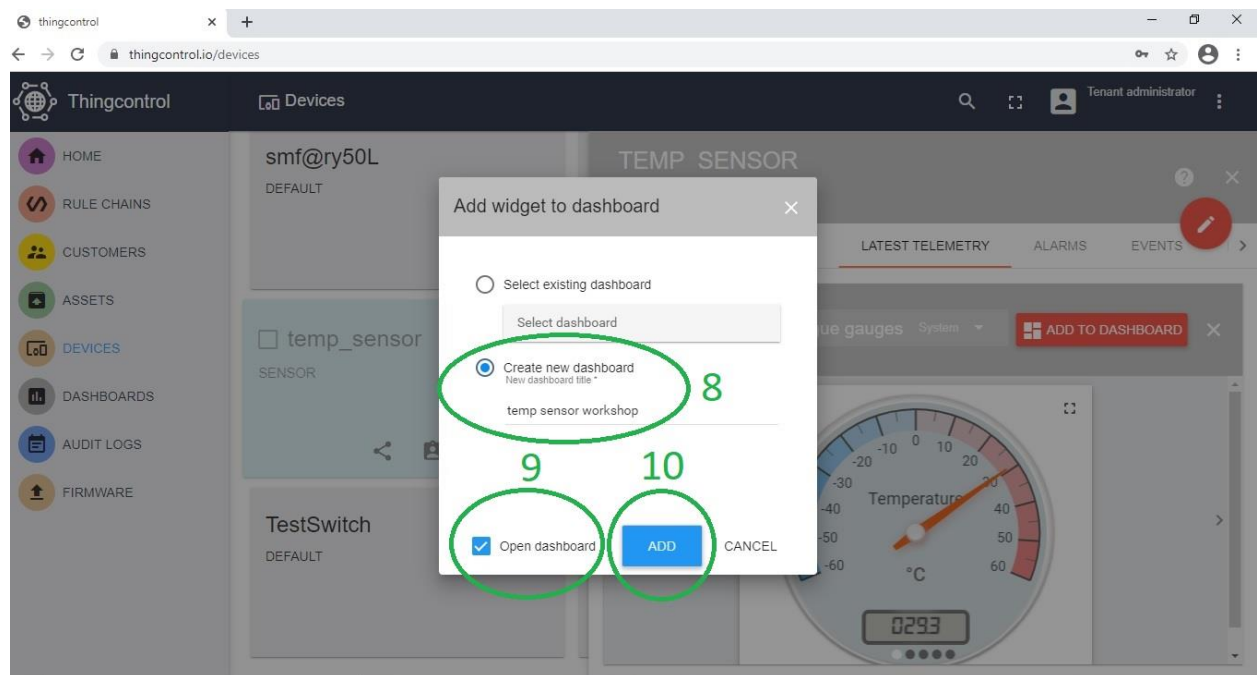 thingcontrol
thingcontrol.io/devices
Thingcontrol
Devices
Tenant administrator
HOME
RULE CHAINS
CUSTOMERS
ASSETS
DEVICES
DASHBOARDS
AUDIT LOGS
FIRMWARE
smf@ry50L
DEFAULT
temp_sensor
SENSOR
TestSwitch
DEFAULT
TEMP_SENSOR
LATEST TELEMETRY ALARMS EVENTS
gauges System
ADD TO DASHBOARD
Add widget to dashboard
Select existing dashboard
Select dashboard
Create new dashboard
New dashboard title *
temp sensor workshop
8
9
10
Open dashboard
ADD
CANCEL
-10 0 10
-20 20
-30 30
Temperature
-40 40
-50 50
-60 60
°C
029.3